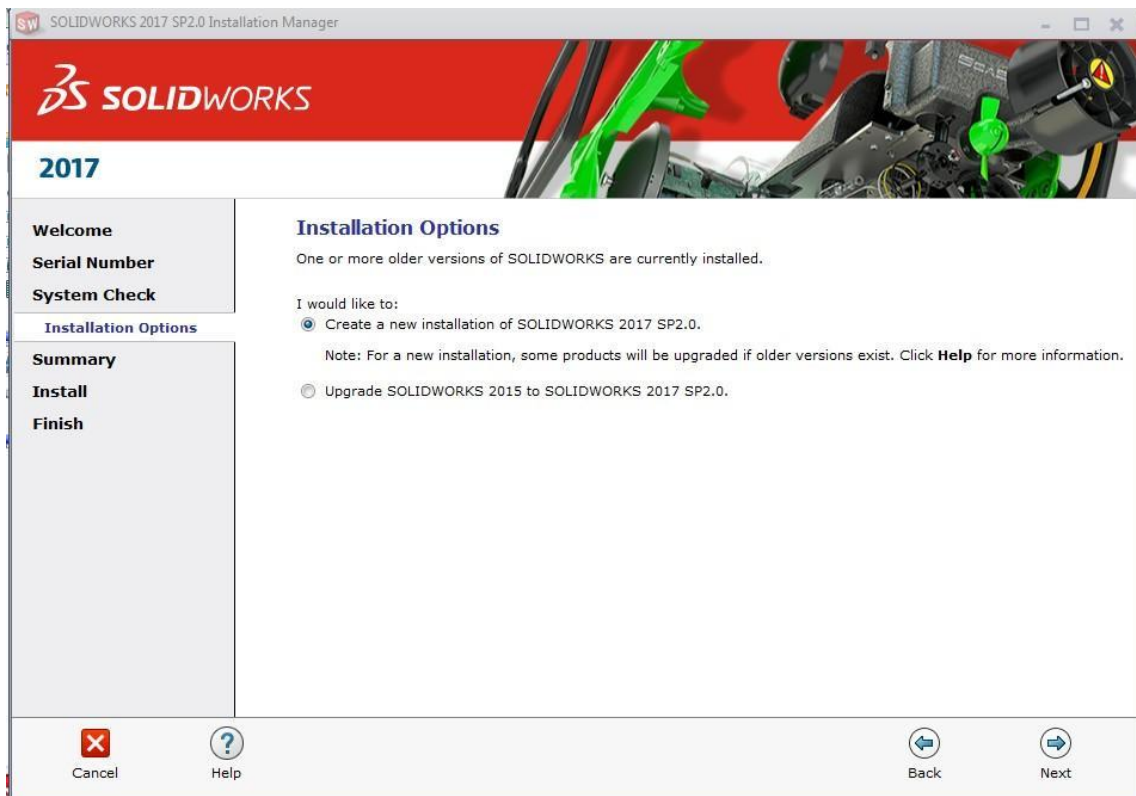 SOLIDWORKS 2017 SP2.0 Installation Manager
SOLIDWORKS
2017
Welcome
Serial Number
System Check
Installation Options
Summary
Install
Finish
Installation Options
One or more older versions of SOLIDWORKS are currently installed.
I would like to:
Create a new installation of SOLIDWORKS 2017 SP2.0.
Note: For a new installation, some products will be upgraded if older versions exist. Click Help for more information.
Upgrade SOLIDWORKS 2015 to SOLIDWORKS 2017 SP2.0.
Cancel
Help
Back
Next